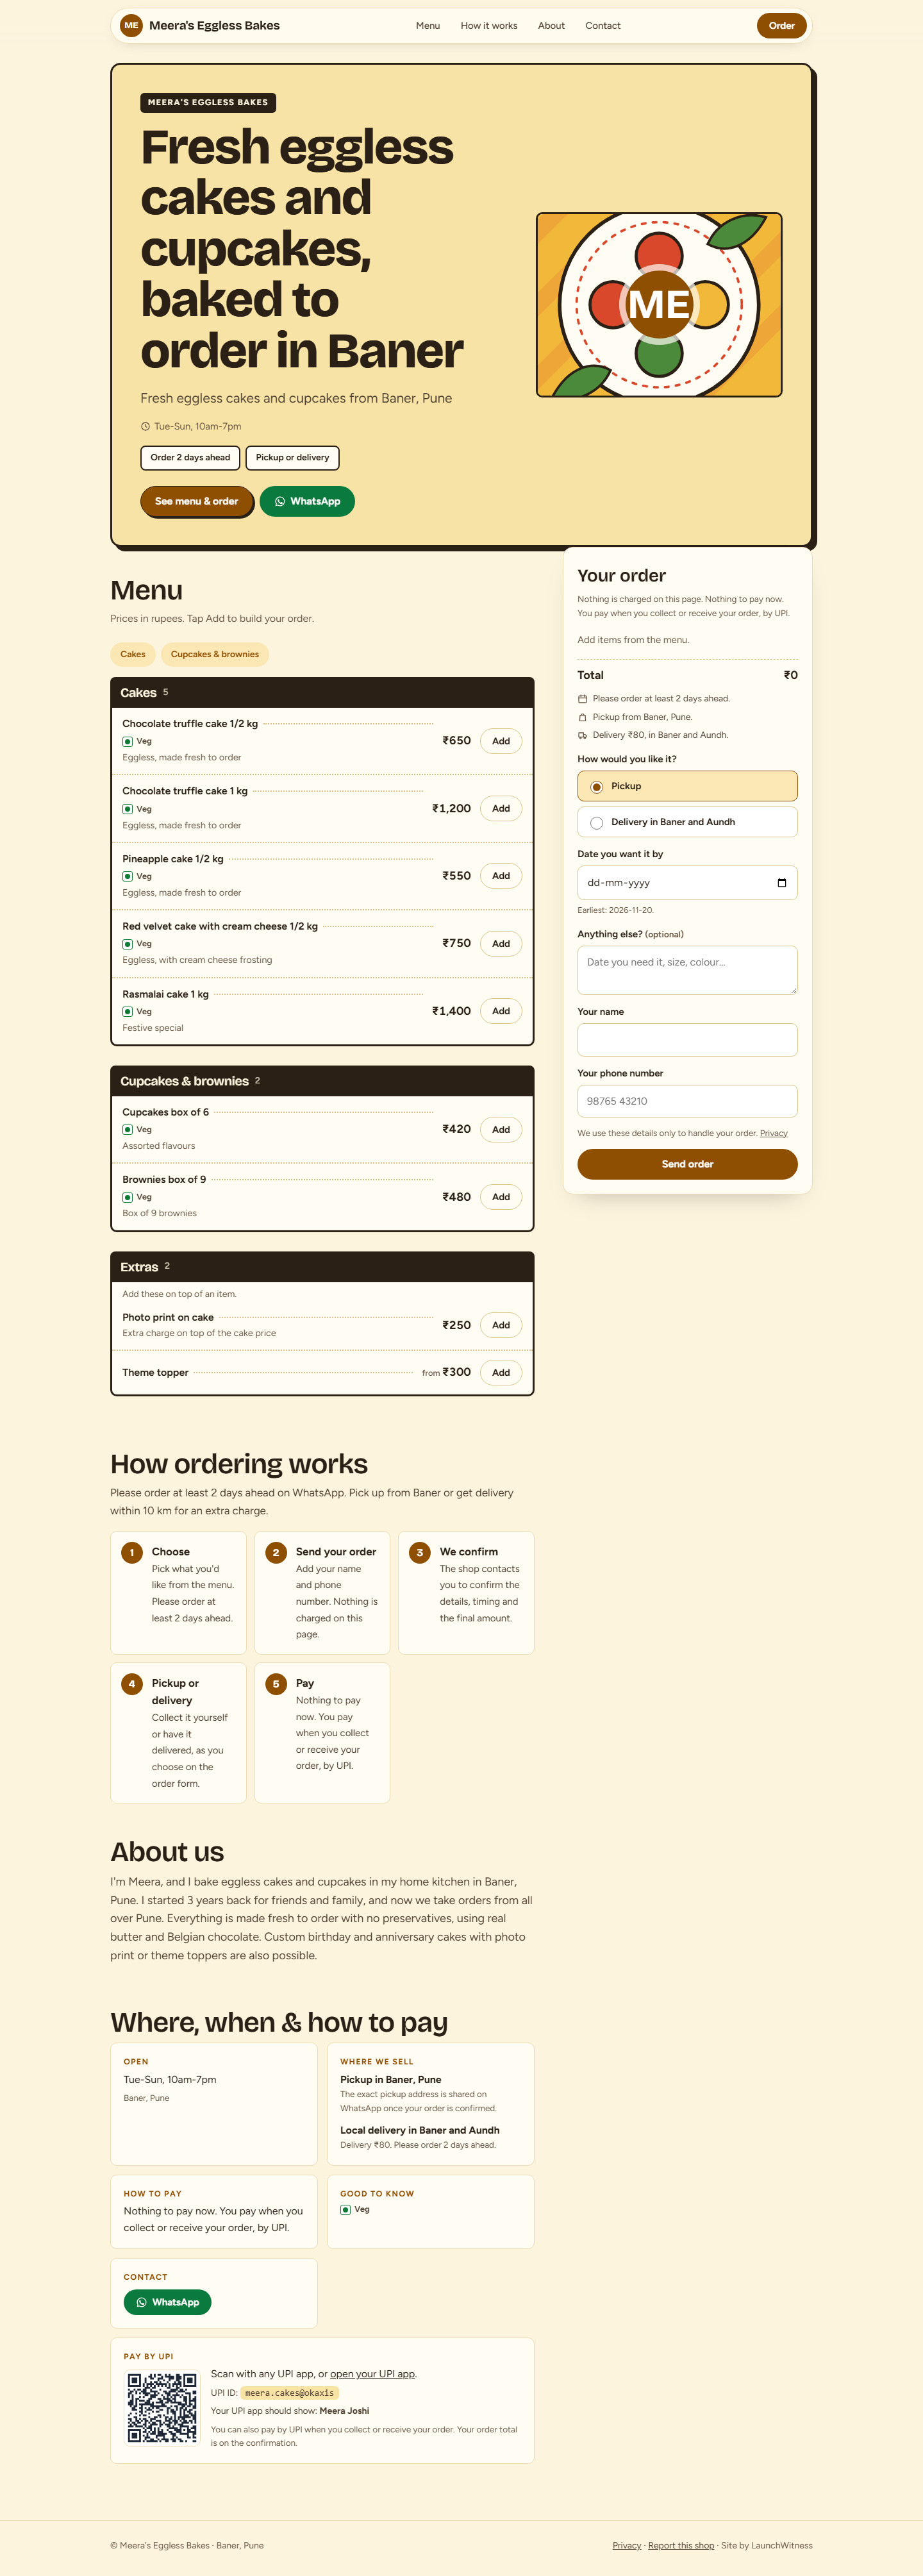 ME Meera's Eggless Bakes
Menu How it works About Contact
Order
MEERA'S EGGLESS BAKES
Fresh eggless
cakes and
cupcakes,
baked to
order in Baner
Fresh eggless cakes and cupcakes from Baner, Pune
Tue-Sun, 10am-7pm
Order 2 days ahead
Pickup or delivery
See menu & order
WhatsApp
ME
Menu
Prices in rupees. Tap Add to build your order.
Cakes
Cupcakes & brownies
Cakes 5
Chocolate truffle cake 1/2 kg
Veg
Eggless, made fresh to order
₹650
Add
Chocolate truffle cake 1 kg
Veg
Eggless, made fresh to order
₹1,200
Add
Pineapple cake 1/2 kg
Veg
Eggless, made fresh to order
₹550
Add
Red velvet cake with cream cheese 1/2 kg
Veg
Eggless, with cream cheese frosting
₹750
Add
Rasmalai cake 1 kg
Veg
Festive special
₹1,400
Add
Cupcakes & brownies 2
Cupcakes box of 6
Veg
Assorted flavours
₹420
Add
Brownies box of 9
Veg
Box of 9 brownies
₹480
Add
Extras 2
Add these on top of an item.
Photo print on cake
Extra charge on top of the cake price
₹250
Add
Theme topper
from ₹300
Add
Your order
Nothing is charged on this page. Nothing to pay now.
You pay when you collect or receive your order, by UPI.
Add items from the menu.
Total ₹0
Please order at least 2 days ahead.
Pickup from Baner, Pune.
Delivery ₹80, in Baner and Aundh.
How would you like it?
Pickup
Delivery in Baner and Aundh
Date you want it by
dd-mm-yyyy
Earliest: 2026-11-20.
Anything else? (optional)
Date you need it, size, colour...
Your name
Your phone number
98765 43210
We use these details only to handle your order. Privacy
Send order
How ordering works
Please order at least 2 days ahead on WhatsApp. Pick up from Baner or get delivery
within 10 km for an extra charge.
1 Choose
Pick what you'd
like from the menu.
Please order at
least 2 days ahead.
2 Send your order
Add your name
and phone
number. Nothing is
charged on this
page.
3 We confirm
The shop contacts
you to confirm the
details, timing and
the final amount.
4 Pickup or
delivery
Collect it yourself
or have it
delivered, as you
choose on the
order form.
5 Pay
Nothing to pay
now. You pay
when you collect
or receive your
order, by UPI.
About us
I'm Meera, and I bake eggless cakes and cupcakes in my home kitchen in Baner,
Pune. I started 3 years back for friends and family, and now we take orders from all
over Pune. Everything is made fresh to order with no preservatives, using real
butter and Belgian chocolate. Custom birthday and anniversary cakes with photo
print or theme toppers are also possible.
Where, when & how to pay
OPEN
Tue-Sun, 10am-7pm
Baner, Pune
WHERE WE SELL
Pickup in Baner, Pune
The exact pickup address is shared on
WhatsApp once your order is confirmed.
Local delivery in Baner and Aundh
Delivery ₹80. Please order 2 days ahead.
HOW TO PAY
Nothing to pay now. You pay when you
collect or receive your order, by UPI.
GOOD TO KNOW
Veg
CONTACT
WhatsApp
PAY BY UPI
Scan with any UPI app, or open your UPI app.
UPI ID: meera.cakes@okaxis
Your UPI app should show: Meera Joshi
You can also pay by UPI when you collect or receive your order. Your order total
is on the confirmation.
© Meera's Eggless Bakes · Baner, Pune
Privacy · Report this shop · Site by LaunchWitness